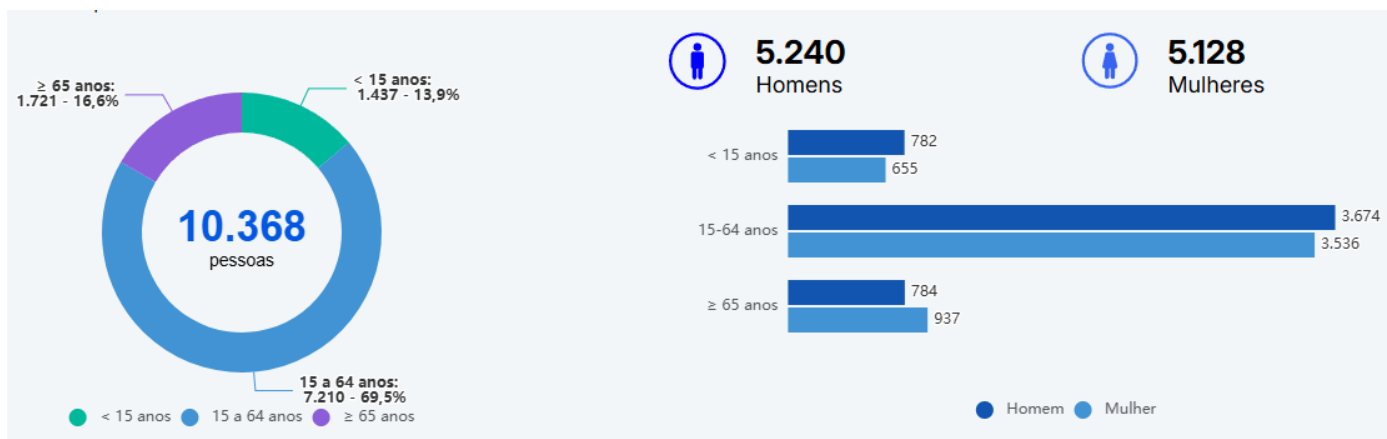 ≥ 65 anos:
1.721 - 16,6%
< 15 anos:
1.437 - 13,9%
10.368
pessoas
15 a 64 anos:
7.210 - 69,5%
< 15 anos 15 a 64 anos ≥ 65 anos
5.240
Homens
5.128
Mulheres
< 15 anos
782
655
15-64 anos
3.674
3.536
≥ 65 anos
784
937
Homem Mulher